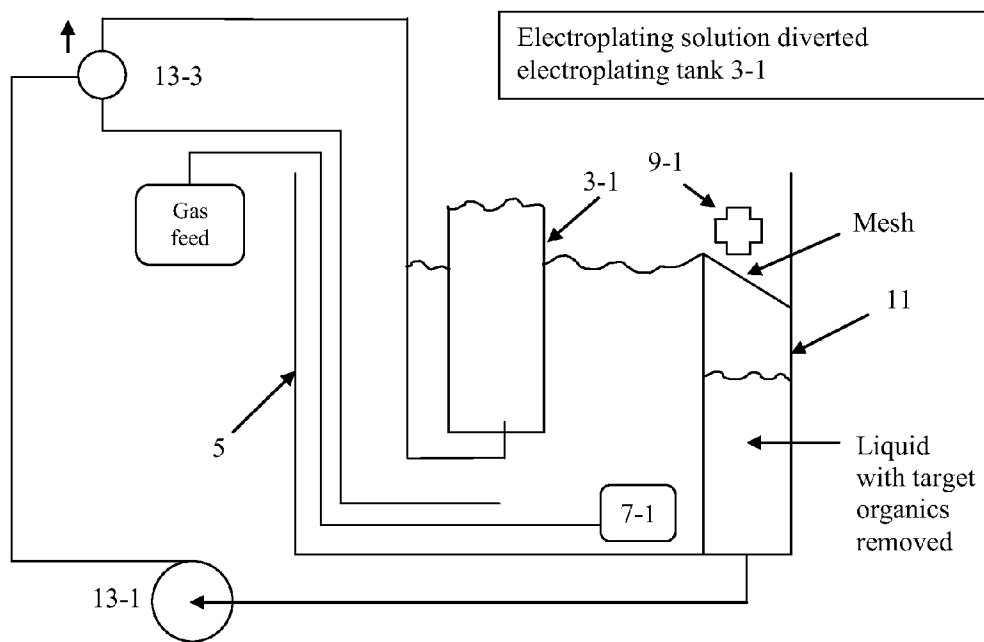 Electroplating solution diverted
electroplating tank 3-1
13-3
9-1
3-1
Gas
feed
Mesh
11
5
Liquid
with target
organics
removed
7-1
13-1